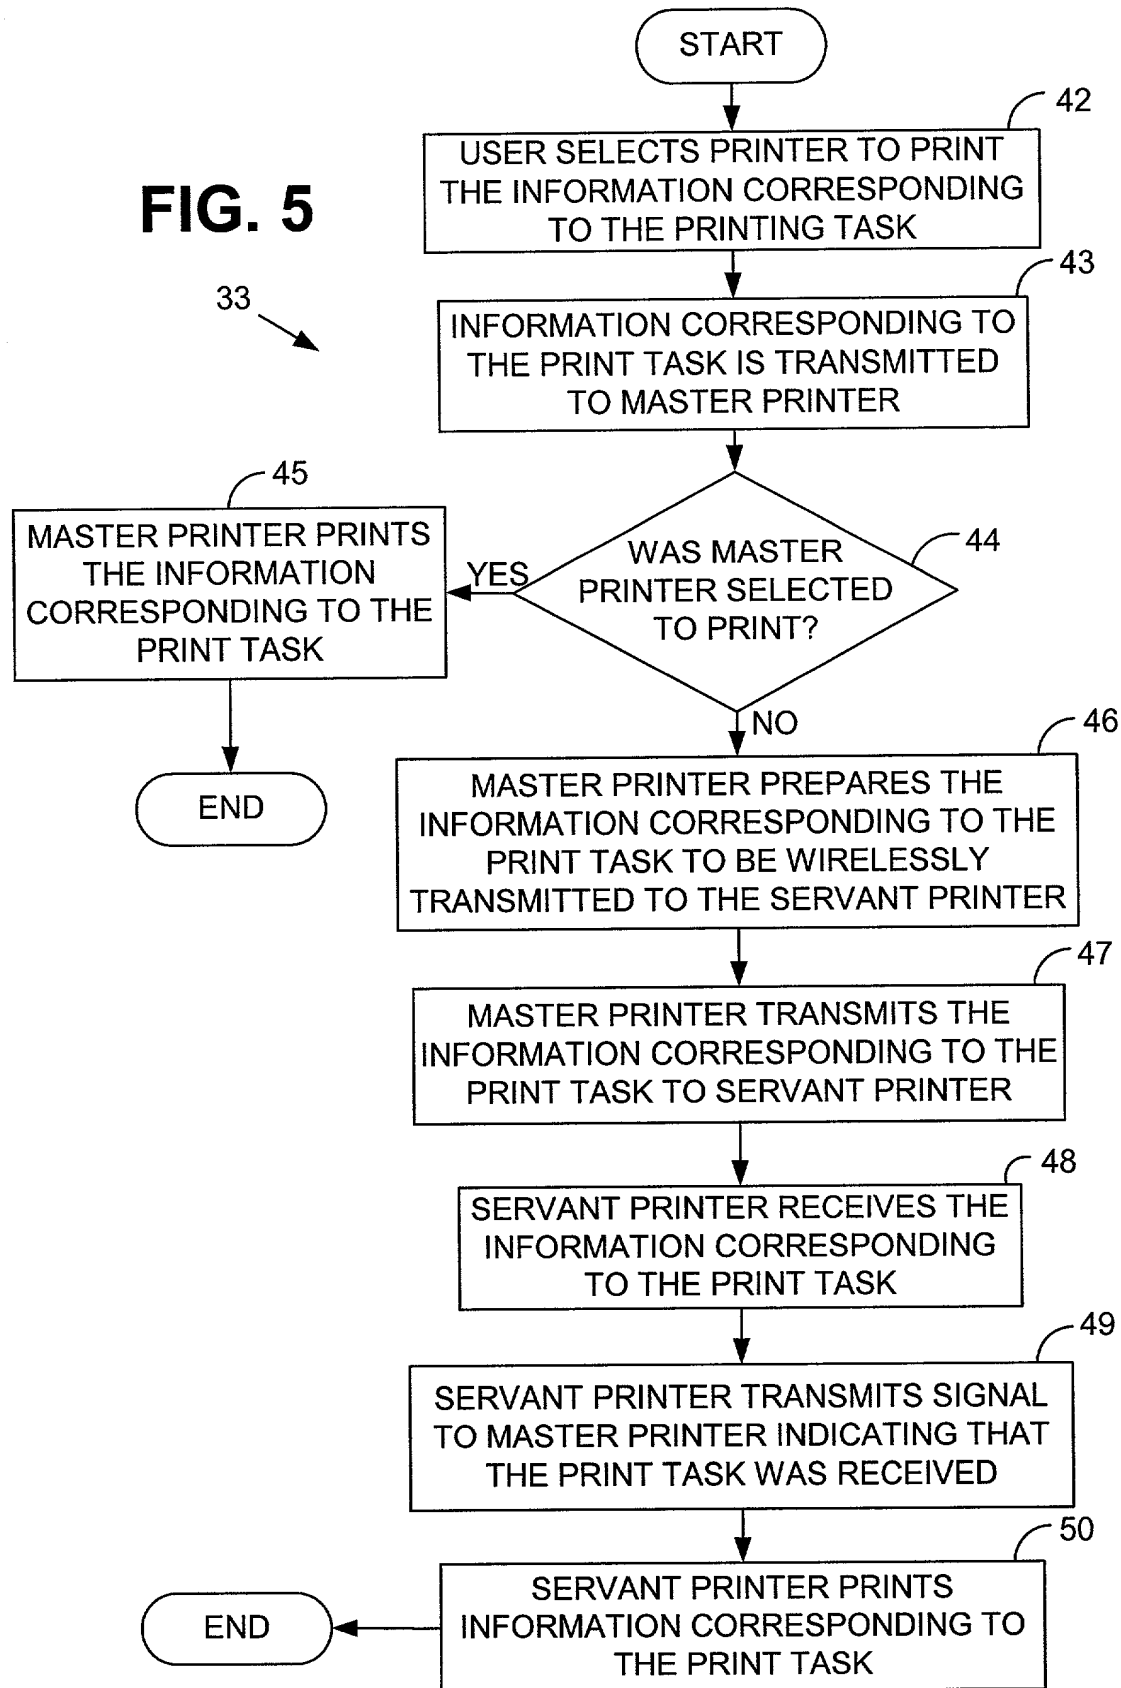 START
42
USER SELECTS PRINTER TO PRINT
THE INFORMATION CORRESPONDING
TO THE PRINTING TASK
FIG. 5
43
33
INFORMATION CORRESPONDING TO
THE PRINT TASK IS TRANSMITTED
TO MASTER PRINTER
45
MASTER PRINTER PRINTS
THE INFORMATION
CORRESPONDING TO THE
PRINT TASK
YES
44
WAS MASTER
PRINTER SELECTED
TO PRINT?
NO
END
46
MASTER PRINTER PREPARES THE
INFORMATION CORRESPONDING TO THE
PRINT TASK TO BE WIRELESSLY
TRANSMITTED TO THE SERVANT PRINTER
47
MASTER PRINTER TRANSMITS THE
INFORMATION CORRESPONDING TO THE
PRINT TASK TO SERVANT PRINTER
48
SERVANT PRINTER RECEIVES THE
INFORMATION CORRESPONDING
TO THE PRINT TASK
49
SERVANT PRINTER TRANSMITS SIGNAL
TO MASTER PRINTER INDICATING THAT
THE PRINT TASK WAS RECEIVED
50
SERVANT PRINTER PRINTS
INFORMATION CORRESPONDING TO
THE PRINT TASK
END